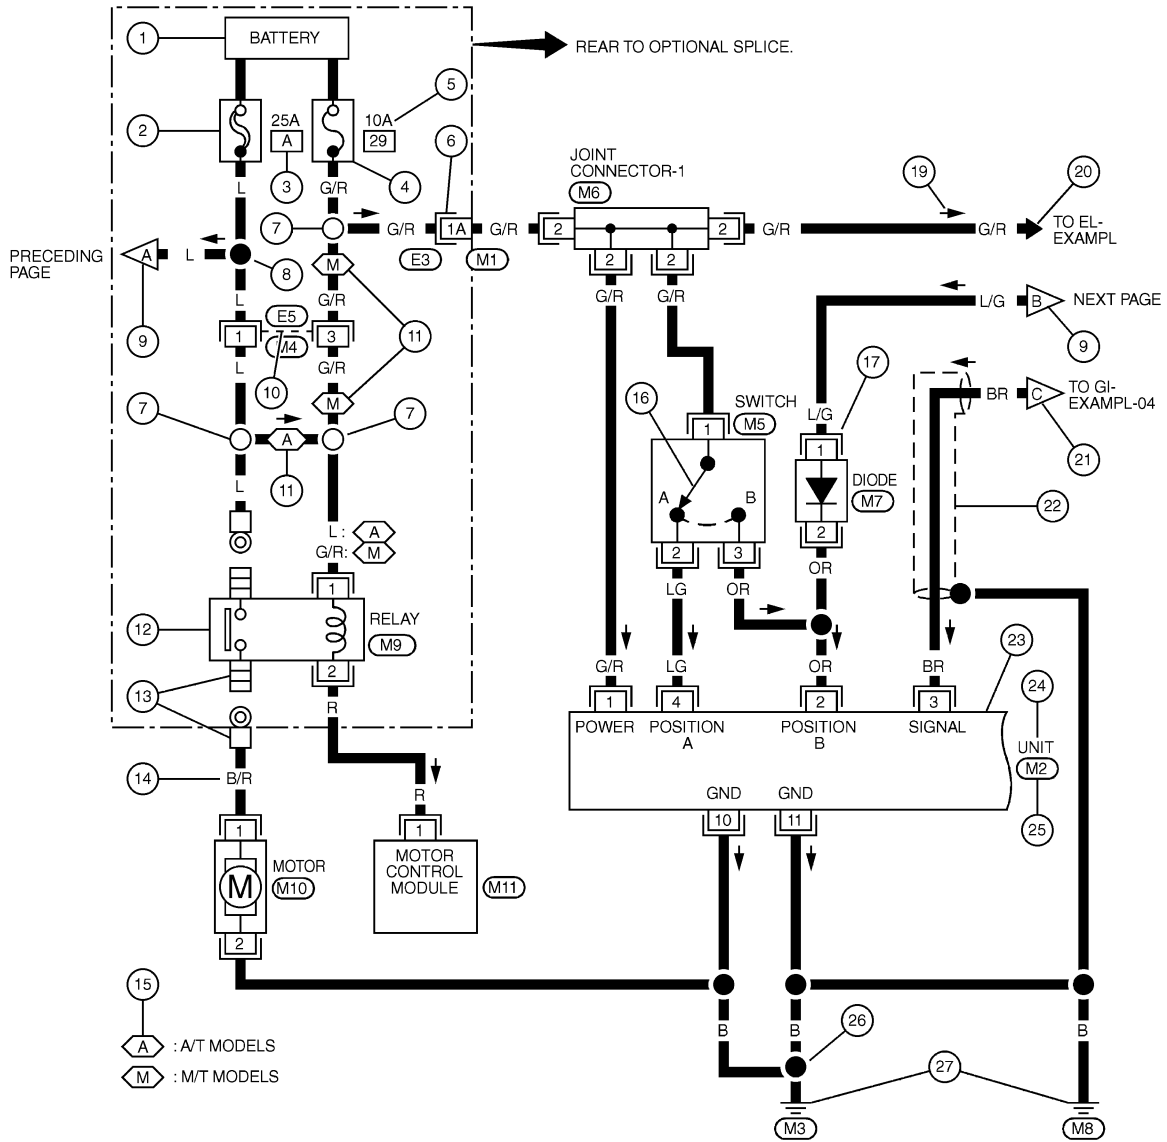 1
BATTERY
REAR TO OPTIONAL SPLICE.
5
2
25A
A
10A
29
6
3
4
L
G/R
JOINT
CONNECTOR-1
M6
19
20
7
G/R
1A
G/R
2
2
G/R
G/R
TO EL-
EXAMPL
E3
M1
PRECEDING
PAGE
A
L
8
M
2
2
9
L
G/R
G/R
G/R
L/G
B
NEXT PAGE
E5
11
1
3
M4
9
L
G/R
10
17
16
SWITCH
M5
BR
C
TO GI-
EXAMPL-04
7
M
7
L/G
A
1
1
21
11
L
A
B
DIODE
M7
22
L :
A
2
G/R:
M
2
3
OR
1
LG
OR
12
RELAY
M9
23
2
G/R
LG
OR
BR
13
R
1
4
2
3
24
POWER
POSITION
A
POSITION
B
SIGNAL
UNIT
M2
14
B/R
R
GND
GND
10
11
25
1
1
MOTOR
M10
M
MOTOR
CONTROL
MODULE
M11
2
15
B
B
26
B
A
: A/T MODELS
M
: M/T MODELS
27
M3
M8